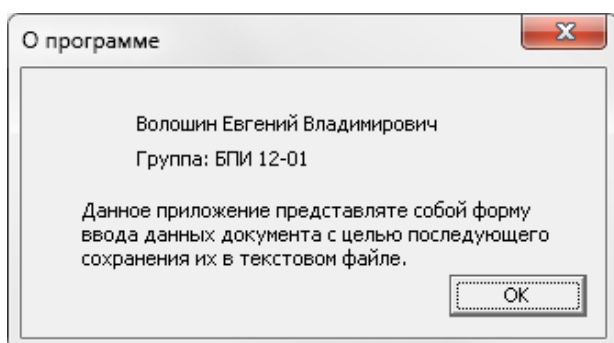 О программе
Волошин Евгений Владимирович
Группа: БПИ 12-01
Данное приложение представляте собой форму
ввода данных документа с целью последующего
сохранения их в текстовом файле.
OK